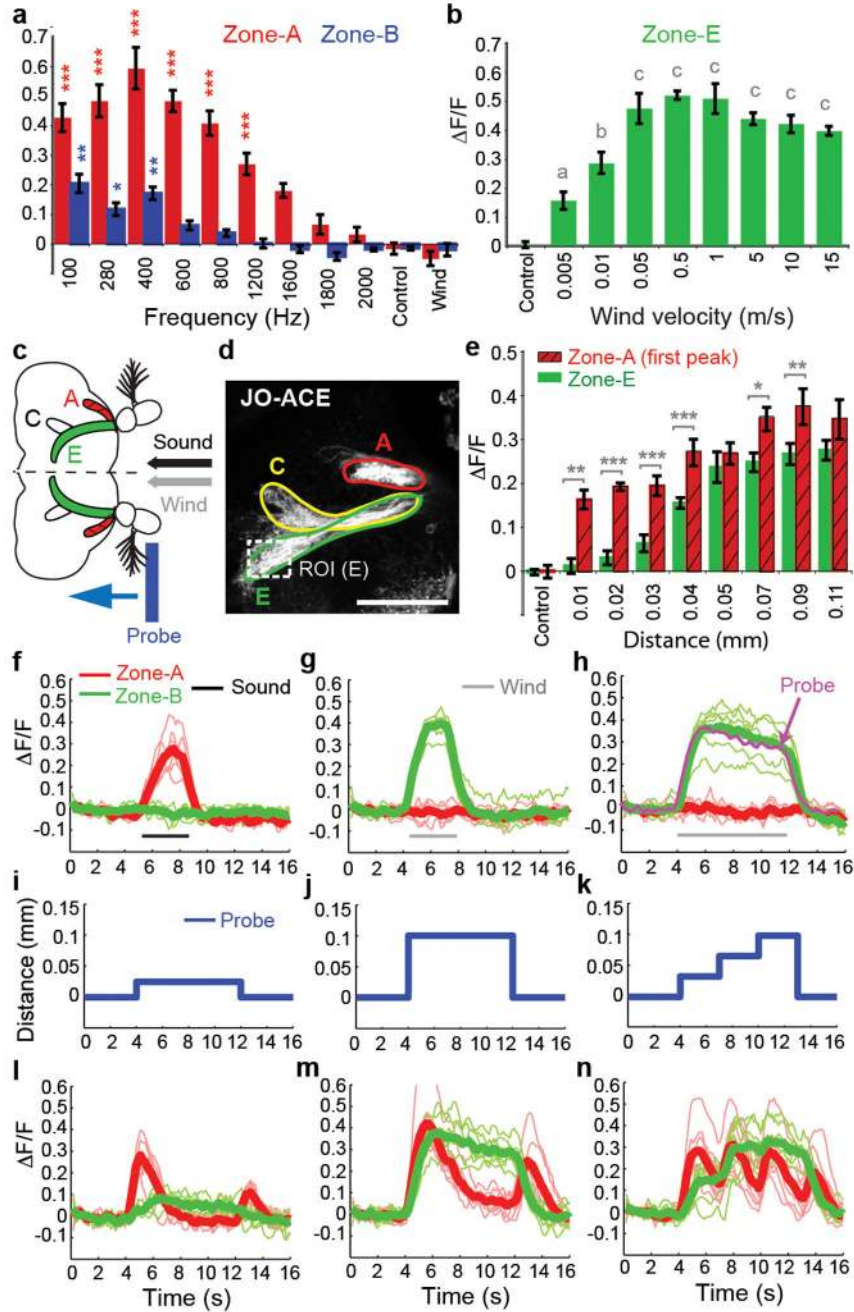 a
Zone-A Zone-B
0.6
0.5
0.4
0.3
0.2
0.1
0
*** *** *** *** *** ***
** * **
100 280 400 600 800 1200 1600 1800 2000 Control Wind
Frequency (Hz)
b
Zone-E
ΔF/F
0.7
0.6
0.5
0.4
0.3
0.2
0.1
0
a b c c c c c c
Control 0.005 0.01 0.05 0.5 1 5 10 15
Wind velocity (m/s)
c
A
C
E
Sound
Wind
Probe
d
JO-ACE
A
C
ROI (E)
E
e
Zone-A (first peak)
Zone-E
ΔF/F
0.5
0.4
0.3
0.2
0.1
0
** *** *** *** * **
Control 0.01 0.02 0.03 0.04 0.05 0.07 0.09 0.11
Distance (mm)
f
Zone-A
Zone-B
Sound
ΔF/F
0.6
0.5
0.4
0.3
0.2
0.1
0
-0.1
0 2 4 6 8 10 12 14 16
g
Wind
0.6
0.5
0.4
0.3
0.2
0.1
0
-0.1
0 2 4 6 8 10 12 14 16
h
Probe
0.6
0.5
0.4
0.3
0.2
0.1
0
-0.1
0 2 4 6 8 10 12 14 16
i
Probe
Distance (mm)
0.15
0.1
0.05
0
0 2 4 6 8 10 12 14 16
j
0.15
0.1
0.05
0
0 2 4 6 8 10 12 14 16
k
0.15
0.1
0.05
0
0 2 4 6 8 10 12 14 16
l
ΔF/F
0.6
0.5
0.4
0.3
0.2
0.1
0
-0.1
0 2 4 6 8 10 12 14 16
Time (s)
m
0.6
0.5
0.4
0.3
0.2
0.1
0
-0.1
0 2 4 6 8 10 12 14 16
Time (s)
n
0.6
0.5
0.4
0.3
0.2
0.1
0
-0.1
0 2 4 6 8 10 12 14 16
Time (s)